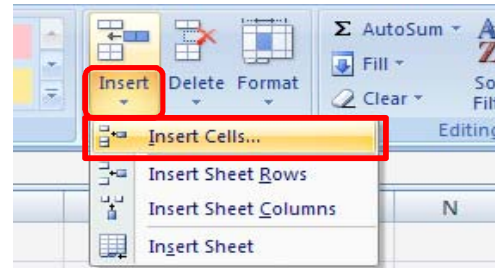 Σ AutoSum
Fill
Clear
Insert Delete Format
Editing
Insert Cells...
Insert Sheet Rows
Insert Sheet Columns
Insert Sheet
N